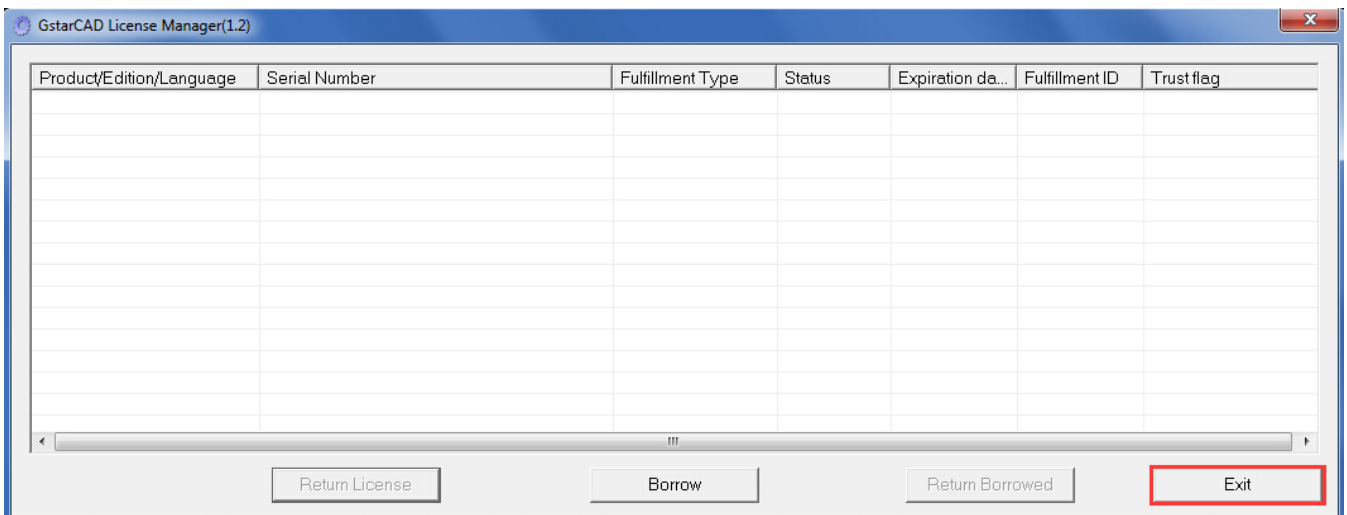 GstarCAD License Manager(1.2)
Product/Edition/Language Serial Number Fulfillment Type Status Expiration da... Fulfillment ID Trust flag
Return License Borrow Return Borrowed Exit